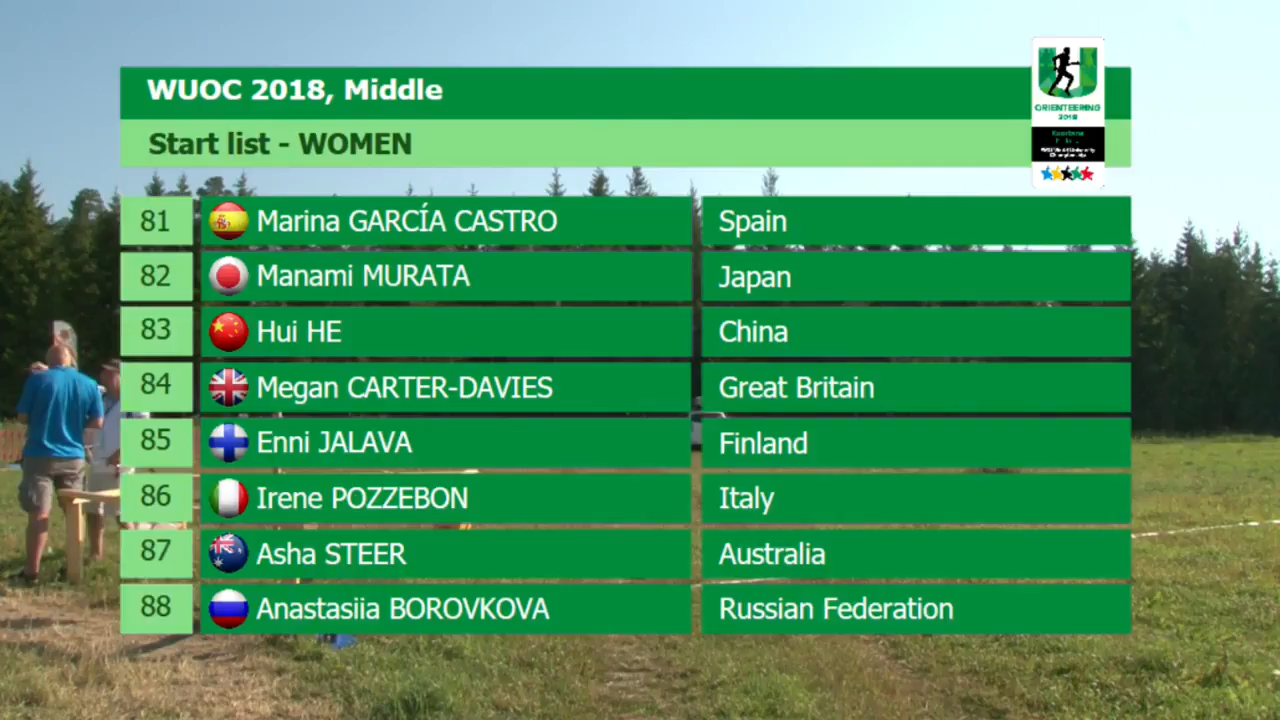 WUOC 2018, Middle
Start list - WOMEN
ORIENTEERING
2018
81 Marina GARCÍA CASTRO Spain
82 Manami MURATA Japan
83 Hui HE China
84 Megan CARTER-DAVIES Great Britain
85 Enni JALAVA Finland
86 Irene POZZEBON Italy
87 Asha STEER Australia
88 Anastasiia BOROVKOVA Russian Federation